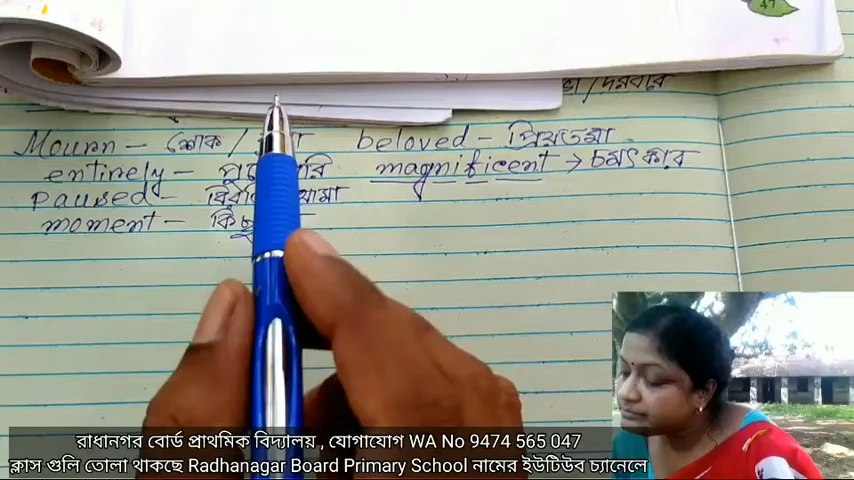 47
/দরবারে
Mourn - শোক / beloved - প্রিয়তমা
entirely - magnificent → চমৎকার
Paused - থামা
moment - কিছু
রাধানগর বোর্ড প্রাথমিক বিদ্যালয় , যোগাযোগ WA No 9474 565 047
ক্লাস গুলি তোলা থাকছে Radhanagar Board Primary School নামের ইউটিউব চ্যানেলে